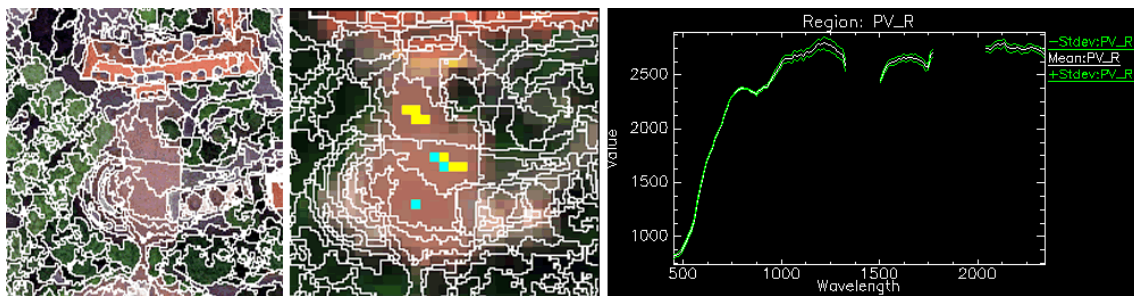 Region: PV_R
−Stdev:PV_R
Mean:PV_R
+Stdev:PV_R
2500
2000
1500
1000
Value
500 1000 1500 2000
Wavelength